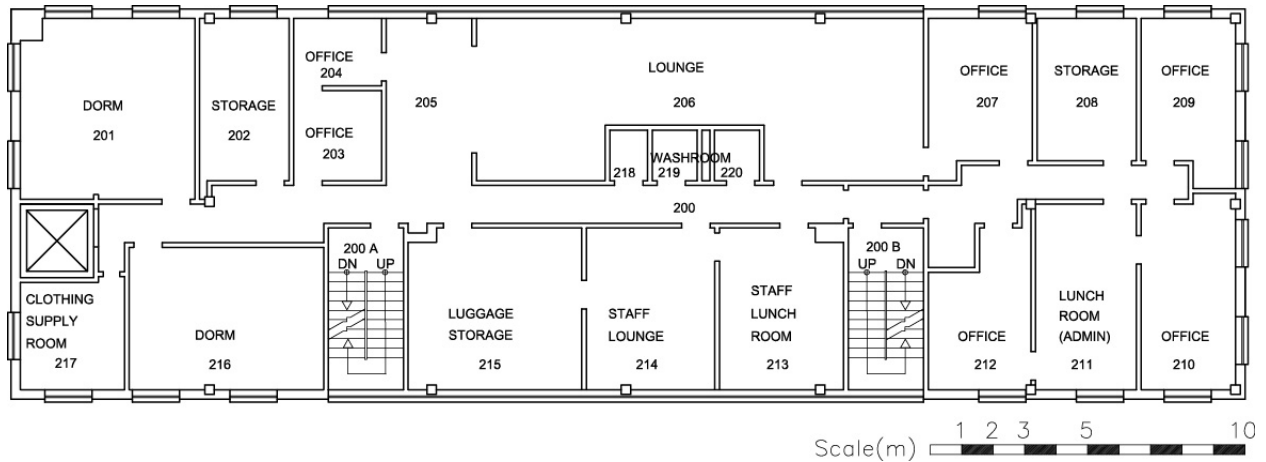 DORM
201
STORAGE
202
OFFICE
204
OFFICE
203
205
LOUNGE
206
WASHROOM
218
219
220
OFFICE
207
STORAGE
208
OFFICE
209
200
200 A
DN
UP
200 B
UP
DN
CLOTHING
SUPPLY
ROOM
217
DORM
216
LUGGAGE
STORAGE
215
STAFF
LOUNGE
214
STAFF
LUNCH
ROOM
213
OFFICE
212
LUNCH
ROOM
(ADMIN)
211
OFFICE
210
Scale(m) 1 2 3 5 10